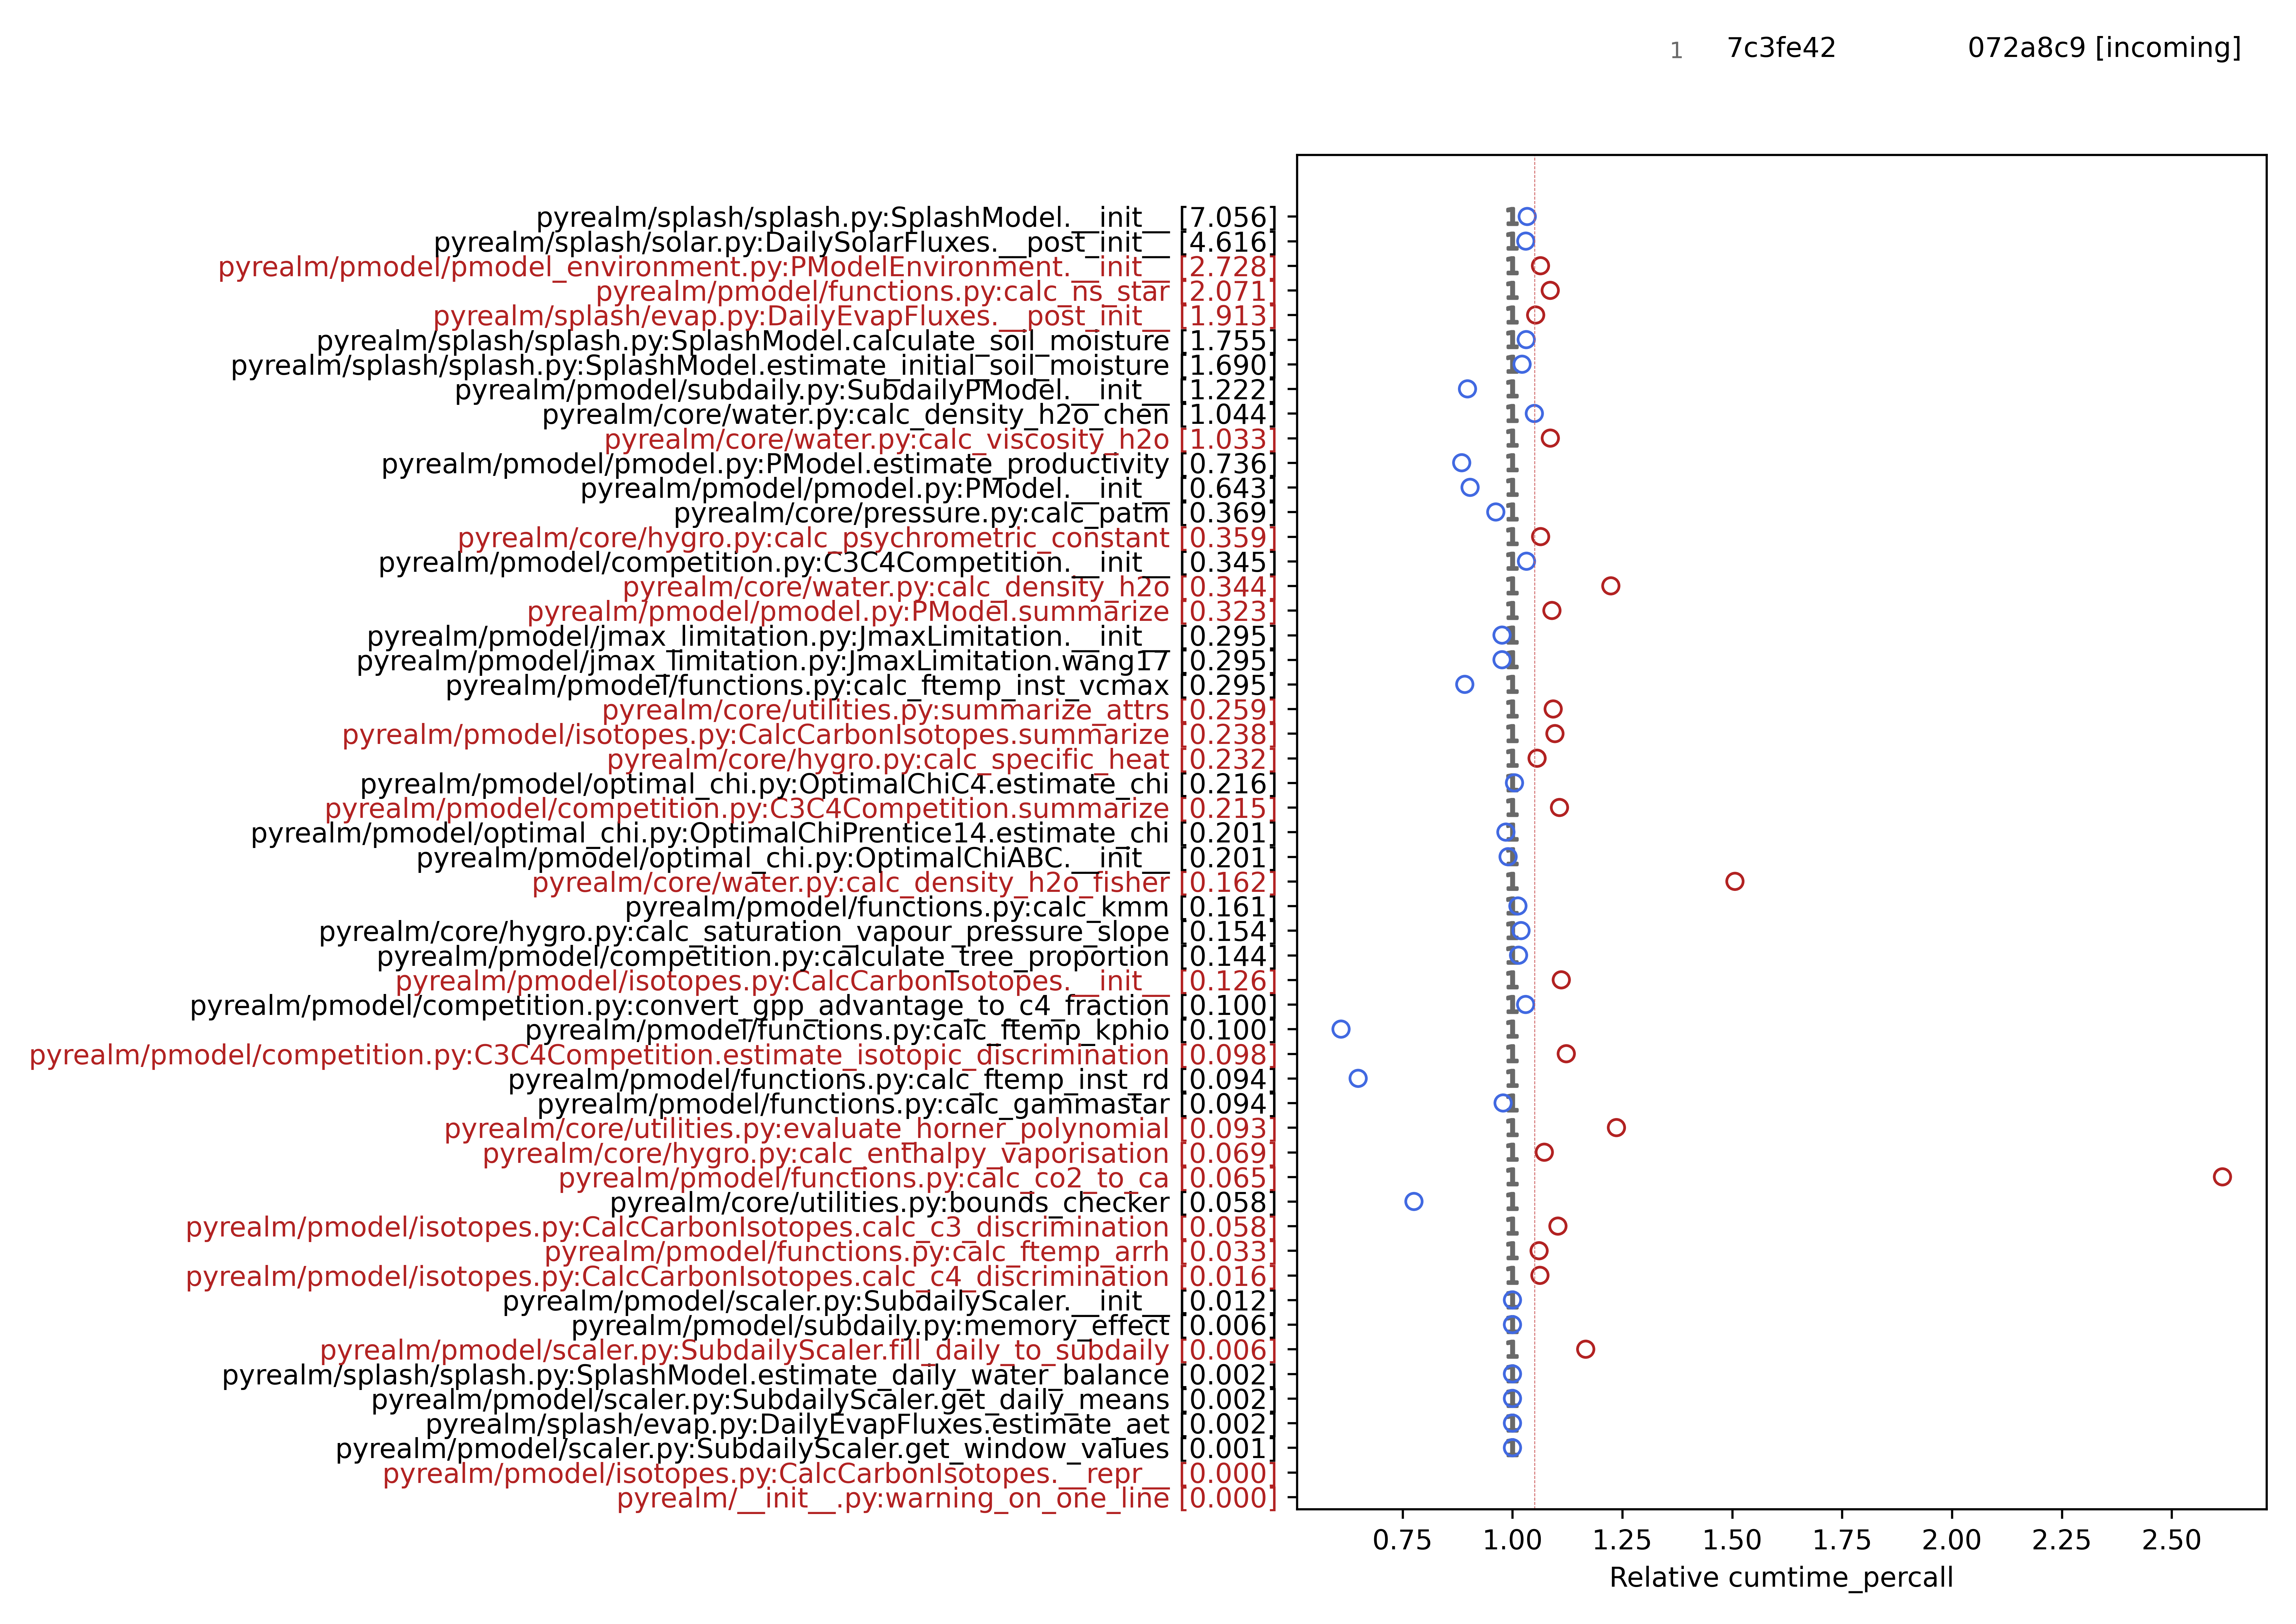 1 7c3fe42 072a8c9 [incoming]
pyrealm/splash/splash.py:SplashModel.__init__ [7.056]
pyrealm/splash/solar.py:DailySolarFluxes.__post_init__ [4.616]
pyrealm/pmodel/pmodel_environment.py:PModelEnvironment.__init__ [2.728]
pyrealm/pmodel/functions.py:calc_ns_star [2.071]
pyrealm/splash/evap.py:DailyEvapFluxes.__post_init__ [1.913]
pyrealm/splash/splash.py:SplashModel.calculate_soil_moisture [1.755]
pyrealm/splash/splash.py:SplashModel.estimate_initial_soil_moisture [1.690]
pyrealm/pmodel/subdaily.py:SubdailyPModel.__init__ [1.222]
pyrealm/core/water.py:calc_density_h2o_chen [1.044]
pyrealm/core/water.py:calc_viscosity_h2o [1.033]
pyrealm/pmodel/pmodel.py:PModel.estimate_productivity [0.736]
pyrealm/pmodel/pmodel.py:PModel.__init__ [0.643]
pyrealm/core/pressure.py:calc_patm [0.369]
pyrealm/core/hygro.py:calc_psychrometric_constant [0.359]
pyrealm/pmodel/competition.py:C3C4Competition.__init__ [0.345]
pyrealm/core/water.py:calc_density_h2o [0.344]
pyrealm/pmodel/pmodel.py:PModel.summarize [0.323]
pyrealm/pmodel/jmax_limitation.py:JmaxLimitation.__init__ [0.295]
pyrealm/pmodel/jmax_limitation.py:JmaxLimitation.wang17 [0.295]
pyrealm/pmodel/functions.py:calc_ftemp_inst_vcmax [0.295]
pyrealm/core/utilities.py:summarize_attrs [0.259]
pyrealm/pmodel/isotopes.py:CalcCarbonIsotopes.summarize [0.238]
pyrealm/core/hygro.py:calc_specific_heat [0.232]
pyrealm/pmodel/optimal_chi.py:OptimalChiC4.estimate_chi [0.216]
pyrealm/pmodel/competition.py:C3C4Competition.summarize [0.215]
pyrealm/pmodel/optimal_chi.py:OptimalChiPrentice14.estimate_chi [0.201]
pyrealm/pmodel/optimal_chi.py:OptimalChiABC.__init__ [0.201]
pyrealm/core/water.py:calc_density_h2o_fisher [0.162]
pyrealm/pmodel/functions.py:calc_kmm [0.161]
pyrealm/core/hygro.py:calc_saturation_vapour_pressure_slope [0.154]
pyrealm/pmodel/competition.py:calculate_tree_proportion [0.144]
pyrealm/pmodel/isotopes.py:CalcCarbonIsotopes.__init__ [0.126]
pyrealm/pmodel/competition.py:convert_gpp_advantage_to_c4_fraction [0.100]
pyrealm/pmodel/functions.py:calc_ftemp_kphio [0.100]
pyrealm/pmodel/competition.py:C3C4Competition.estimate_isotopic_discrimination [0.098]
pyrealm/pmodel/functions.py:calc_ftemp_inst_rd [0.094]
pyrealm/pmodel/functions.py:calc_gammastar [0.094]
pyrealm/core/utilities.py:evaluate_horner_polynomial [0.093]
pyrealm/core/hygro.py:calc_enthalpy_vaporisation [0.069]
pyrealm/pmodel/functions.py:calc_co2_to_ca [0.065]
pyrealm/core/utilities.py:bounds_checker [0.058]
pyrealm/pmodel/isotopes.py:CalcCarbonIsotopes.calc_c3_discrimination [0.058]
pyrealm/pmodel/functions.py:calc_ftemp_arrh [0.033]
pyrealm/pmodel/isotopes.py:CalcCarbonIsotopes.calc_c4_discrimination [0.016]
pyrealm/pmodel/scaler.py:SubdailyScaler.__init__ [0.012]
pyrealm/pmodel/subdaily.py:memory_effect [0.006]
pyrealm/pmodel/scaler.py:SubdailyScaler.fill_daily_to_subdaily [0.006]
pyrealm/splash/splash.py:SplashModel.estimate_daily_water_balance [0.002]
pyrealm/pmodel/scaler.py:SubdailyScaler.get_daily_means [0.002]
pyrealm/splash/evap.py:DailyEvapFluxes.estimate_aet [0.002]
pyrealm/pmodel/scaler.py:SubdailyScaler.get_window_values [0.001]
pyrealm/pmodel/isotopes.py:CalcCarbonIsotopes.__repr__ [0.000]
pyrealm/__init__.py:warning_on_one_line [0.000]
0.75 1.00 1.25 1.50 1.75 2.00 2.25 2.50
Relative cumtime_percall